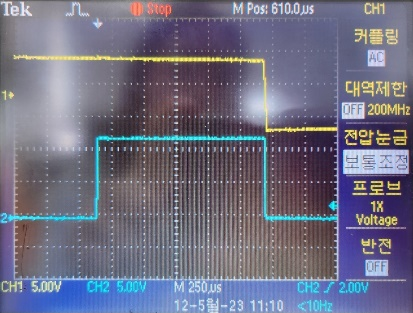 Tek Stop M Pos: 610.0µs CH1
커플링
AC
대역제한
OFF 200MHz
전압눈금
보통조정
프로브
1X
Voltage
반전
OFF
1
2
CH1 5.00V CH2 5.00V M 250µs CH2 2.00V
12-5월-23 11:10 <10Hz